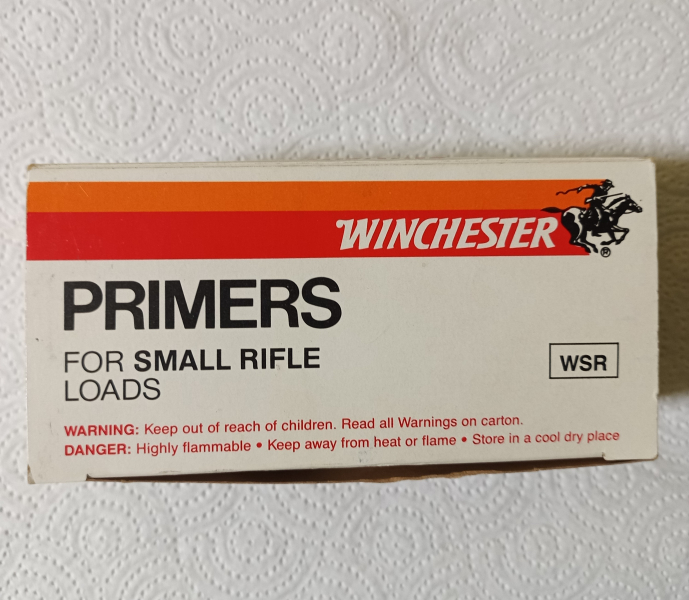 WINCHESTER®
PRIMERS
FOR SMALL RIFLE
LOADS
WSR
WARNING: Keep out of reach of children. Read all Warnings on carton.
DANGER: Highly flammable • Keep away from heat or flame • Store in a cool dry place